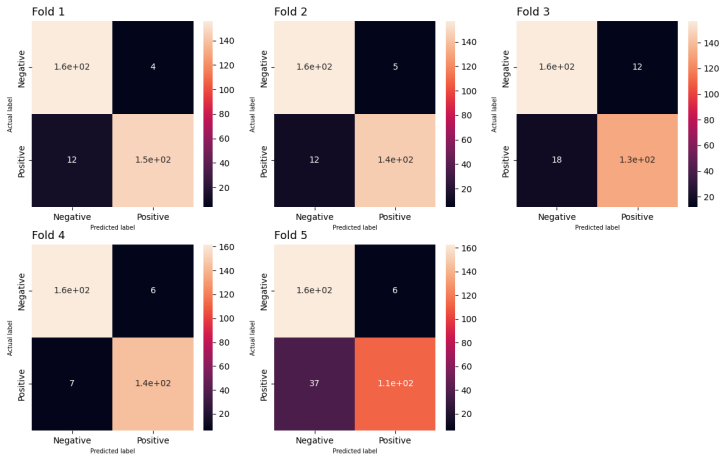 Fold 1
Negative
1.6e+02
4
Positive
12
1.5e+02
Actual label
Negative
Positive
Predicted label
140
120
100
80
60
40
20
Fold 2
Negative
1.6e+02
5
Positive
12
1.4e+02
Actual label
Negative
Positive
Predicted label
140
120
100
80
60
40
20
Fold 3
Negative
1.6e+02
12
Positive
18
1.3e+02
Actual label
Negative
Positive
Predicted label
140
120
100
80
60
40
20
Fold 4
Negative
1.6e+02
6
Positive
7
1.4e+02
Actual label
Negative
Positive
Predicted label
160
140
120
100
80
60
40
20
Fold 5
Negative
1.6e+02
6
Positive
37
1.1e+02
Actual label
Negative
Positive
Predicted label
160
140
120
100
80
60
40
20